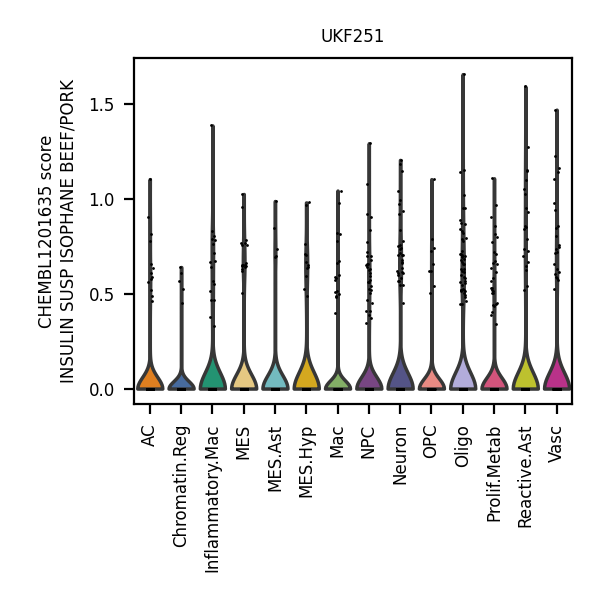 UKF251
CHEMBL1201635 score
INSULIN SUSP ISOPHANE BEEF/PORK
1.5
1.0
0.5
0.0
AC
Chromatin.Reg
Inflammatory.Mac
MES
MES.Ast
MES.Hyp
Mac
NPC
Neuron
OPC
Oligo
Prolif.Metab
Reactive.Ast
Vasc